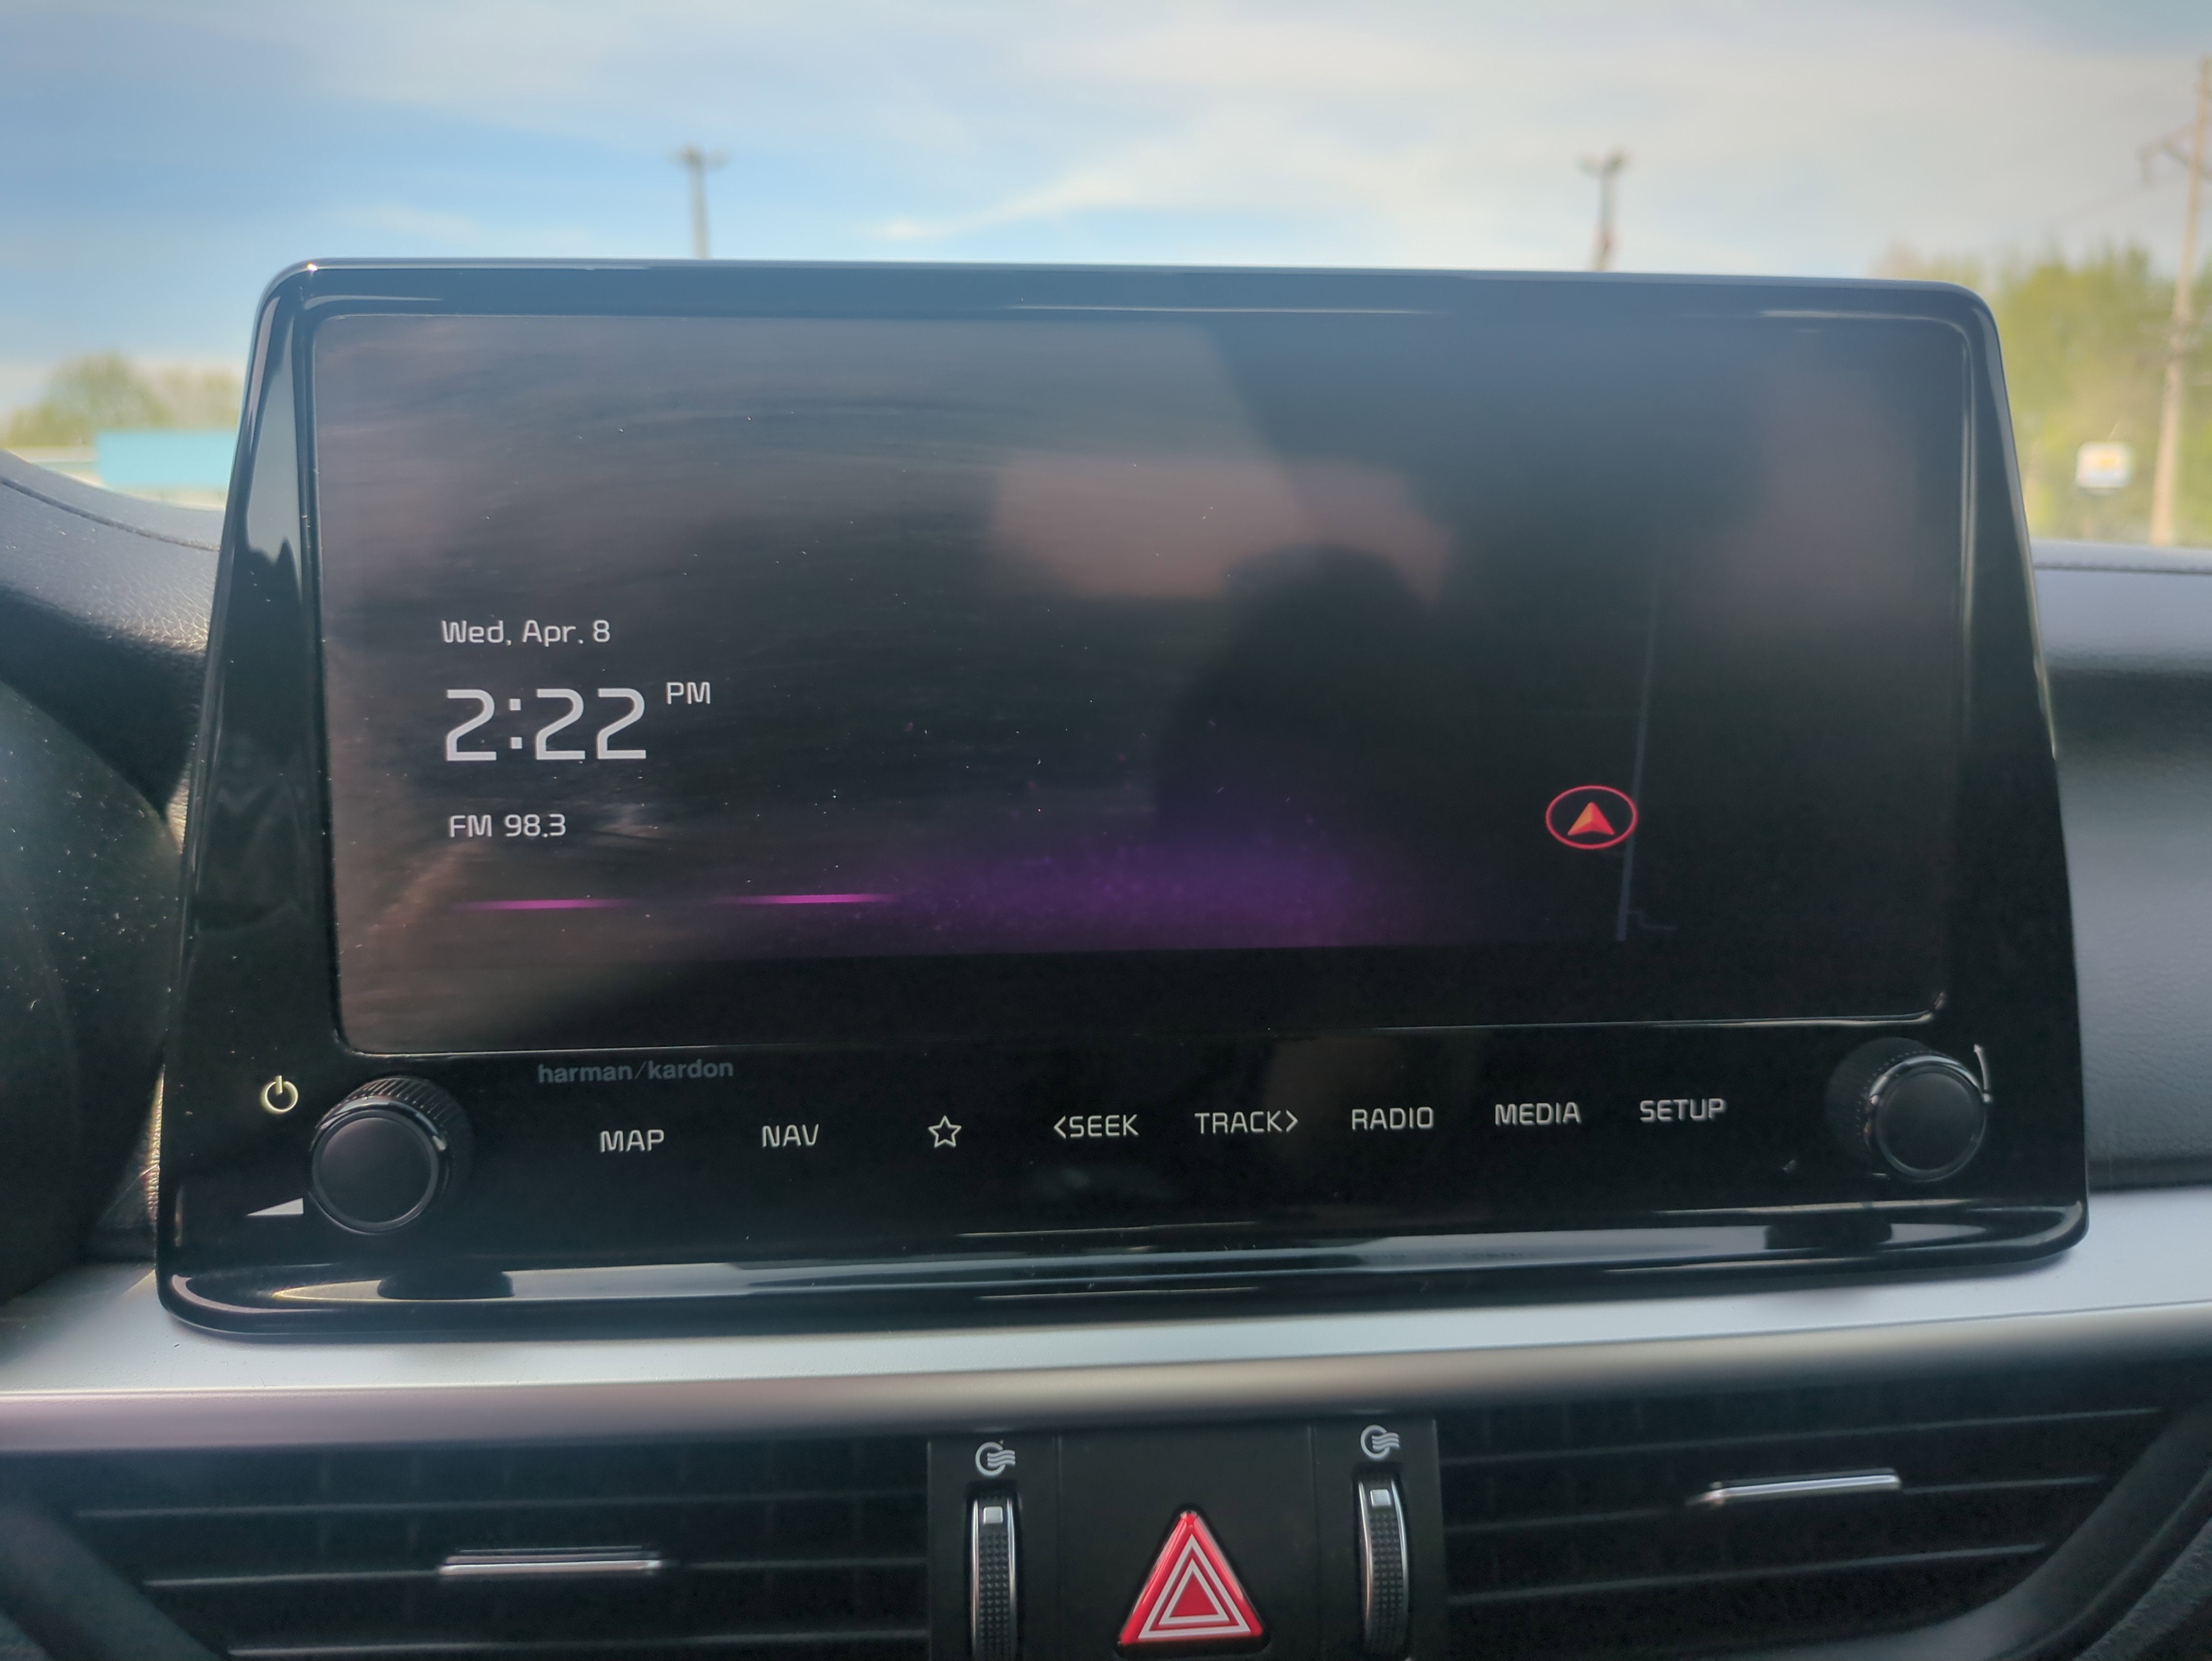 Wed, Apr. 8
2:22 PM
FM 98.3
harman/kardon
MAP NAV <SEEK TRACK> RADIO MEDIA SETUP